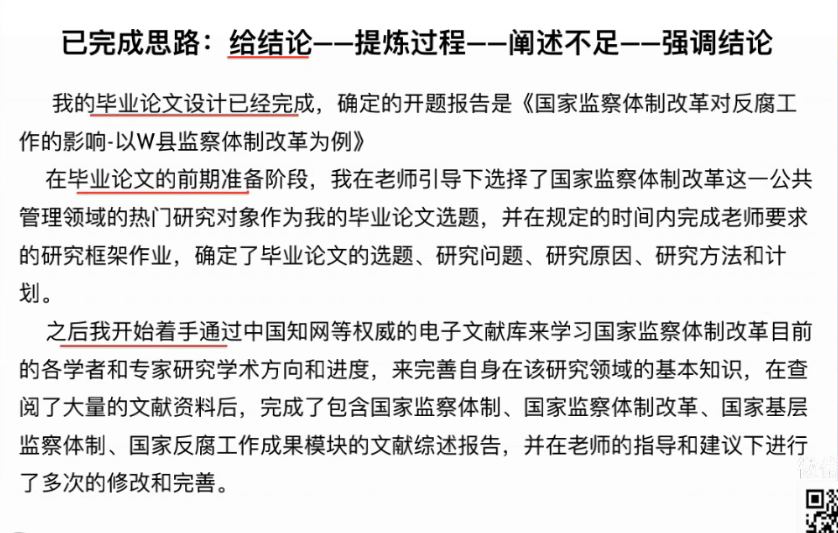 已完成思路：给结论——提炼过程——阐述不足——强调结论
我的毕业论文设计已经完成，确定的开题报告是《国家监察体制改革对反腐工
作的影响-以W县监察体制改革为例》
在毕业论文的前期准备阶段，我在老师引导下选择了国家监察体制改革这一公共
管理领域的热门研究对象作为我的毕业论文选题，并在规定的时间内完成老师要求
的研究框架作业，确定了毕业论文的选题、研究问题、研究原因、研究方法和计
划。
之后我开始着手通过中国知网等权威的电子文献库来学习国家监察体制改革目前
的各学者和专家研究学术方向和进度，来完善自身在该研究领域的基本知识，在查
阅了大量的文献资料后，完成了包含国家监察体制、国家监察体制改革、国家基层
监察体制、国家反腐工作成果模块的文献综述报告，并在老师的指导和建议下进行
了多次的修改和完善。